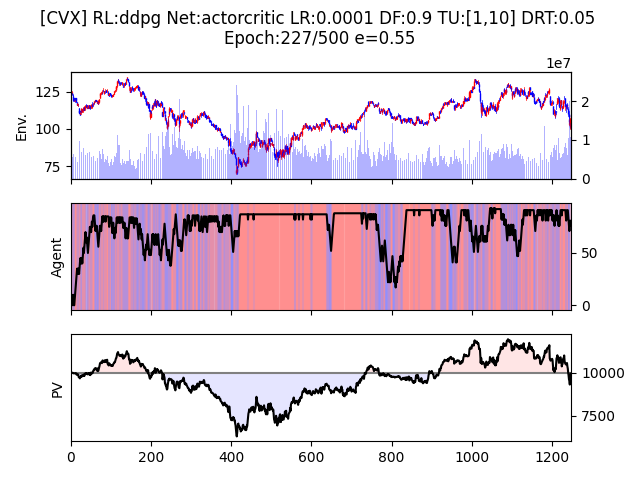 [CVX] RL:ddpg Net:actorcritic LR:0.0001 DF:0.9 TU:[1,10] DRT:0.05
Epoch:227/500 e=0.55
1e7
Env.
125
100
75
2
1
0
Agent
50
0
PV
10000
7500
0 200 400 600 800 1000 1200